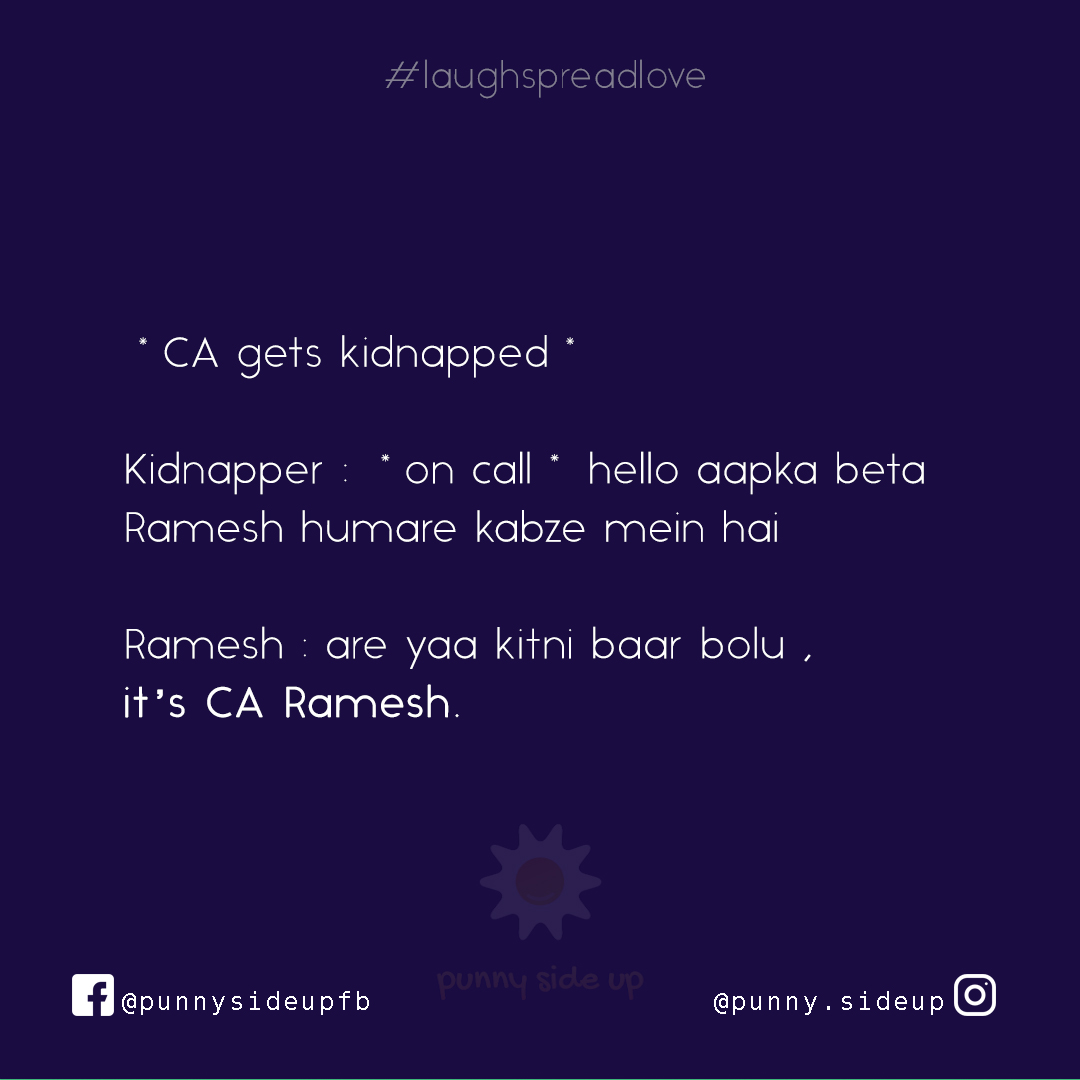 #laughspreadlove
* CA gets kidnapped *
Kidnapper : * on call * hello aapka beta
Ramesh humare kabze mein hai
Ramesh : are yaa kitni baar bolu ,
it's CA Ramesh.
punny side up
@punnysideupfb
@punny.sideup